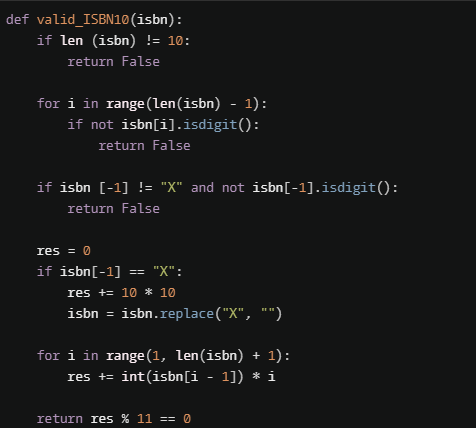 def valid_ISBN10(isbn):
    if len (isbn) != 10:
        return False

    for i in range(len(isbn) - 1):
        if not isbn[i].isdigit():
            return False

    if isbn [-1] != "X" and not isbn[-1].isdigit():
        return False

    res = 0
    if isbn[-1] == "X":
        res += 10 * 10
        isbn = isbn.replace("X", "")

    for i in range(1, len(isbn) + 1):
        res += int(isbn[i - 1]) * i

    return res % 11 == 0